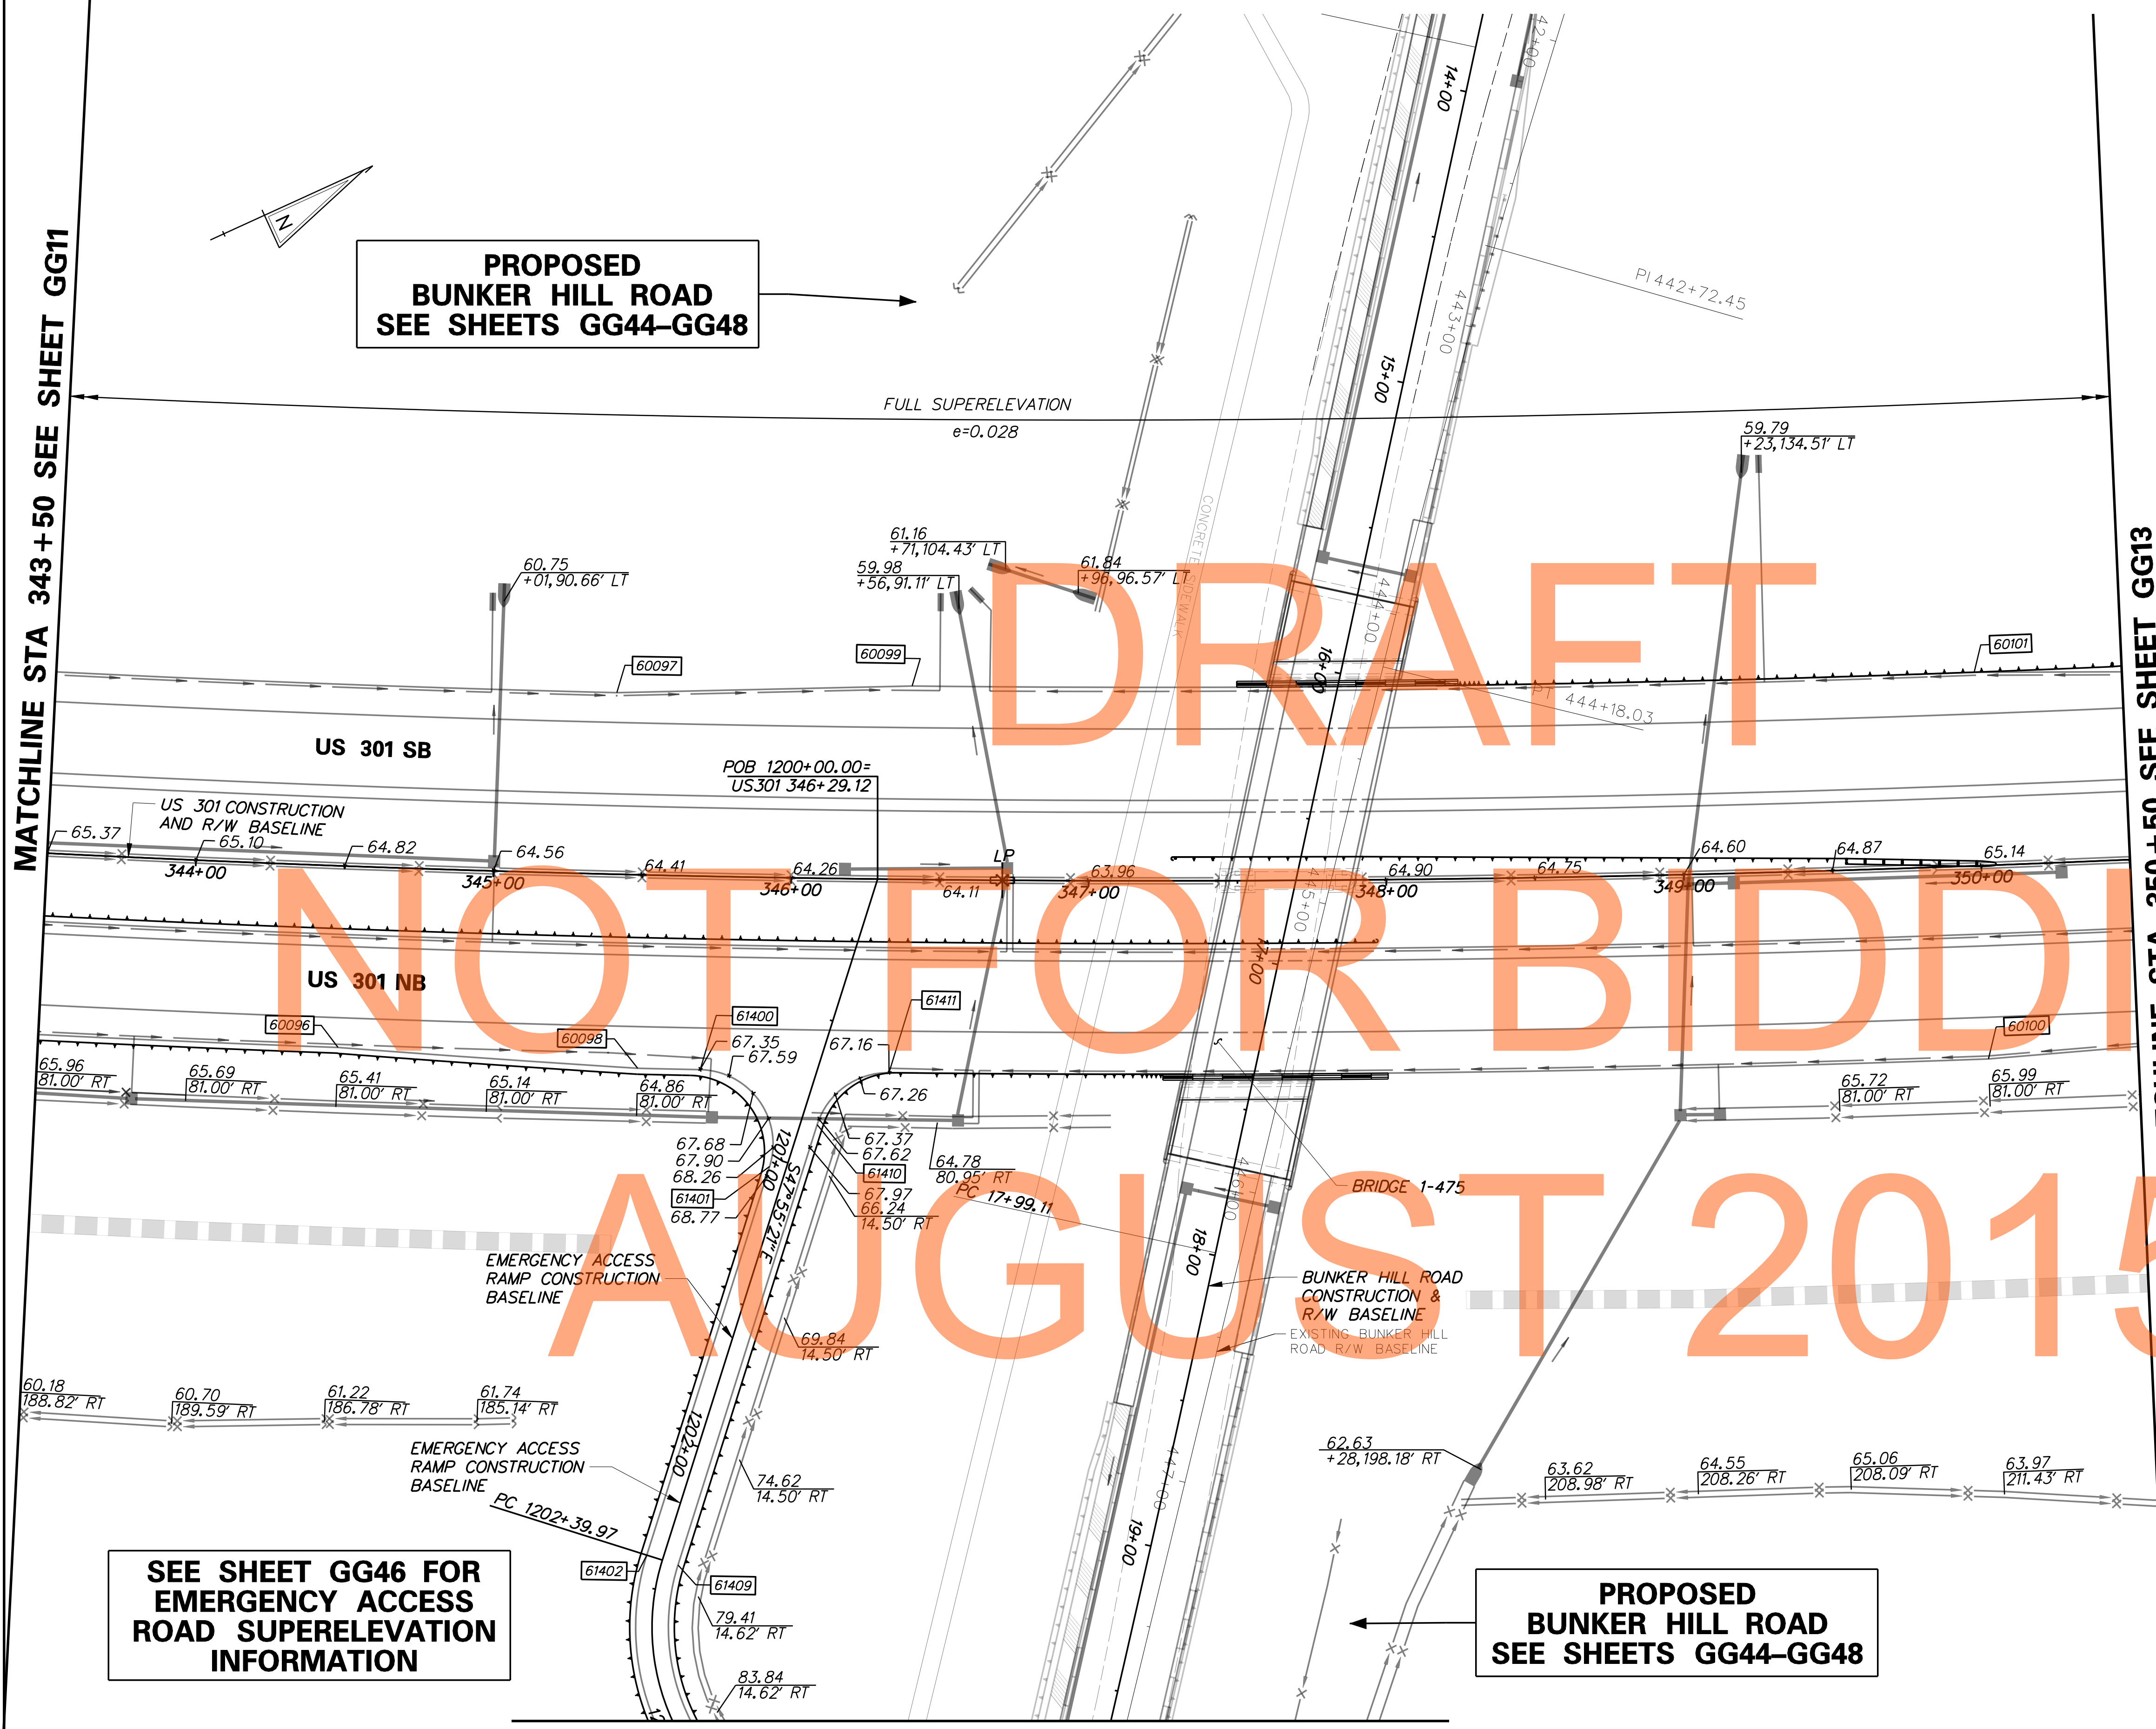 MATCHLINE STA 343+50 SEE SHEET GG11
N
PROPOSED
BUNKER HILL ROAD
SEE SHEETS GG44–GG48
14+00
42+00
PI 442+72.45
443+00
15+00
FULL SUPERELEVATION
e=0.028
59.79
+23,134.51' LT
CONCRETE SIDEWALK
60.75
+01,90.66' LT
61.16
+71,104.43' LT
59.98
+56,91.11' LT
61.84
+96,96.57' LT
DRAFT
444+00
16+00
60097
60099
60101
PT 444+18.03
US 301 SB
POB 1200+00.00=
US301 346+29.12
US 301 CONSTRUCTION
AND R/W BASELINE
65.37
65.10
64.82
64.56
64.41
64.26
64.11
LP
63.96
64.90
64.75
64.60
64.87
65.14
344+00
345+00
346+00
347+00
348+00
349+00
350+00
445+00
17+00
NOT FOR BIDDI
US 301 NB
60096
60098
61400
61411
60100
67.35
67.59
67.16
67.26
65.96
81.00' RT
65.69
81.00' RT
65.41
81.00' RT
65.14
81.00' RT
64.86
81.00' RT
65.72
81.00' RT
65.99
81.00' RT
67.68
67.90
68.26
61401
68.77
1201+00
S47°55'21"E
67.37
67.62
61410
67.97
66.24
14.50' RT
64.78
80.95' RT
PC 17+99.11
446+00
BRIDGE 1-475
18+00
AUGUST 2015
EMERGENCY ACCESS
RAMP CONSTRUCTION
BASELINE
BUNKER HILL ROAD
CONSTRUCTION &
R/W BASELINE
EXISTING BUNKER HILL
ROAD R/W BASELINE
69.84
14.50' RT
60.18
188.82' RT
60.70
189.59' RT
61.22
186.78' RT
61.74
185.14' RT
1202+00
EMERGENCY ACCESS
RAMP CONSTRUCTION
BASELINE
PC 1202+39.97
74.62
14.50' RT
447+00
19+00
62.63
+28,198.18' RT
63.62
208.98' RT
64.55
208.26' RT
65.06
208.09' RT
63.97
211.43' RT
61402
61409
79.41
14.62' RT
83.84
14.62' RT
12
SEE SHEET GG46 FOR
EMERGENCY ACCESS
ROAD SUPERELEVATION
INFORMATION
PROPOSED
BUNKER HILL ROAD
SEE SHEETS GG44–GG48
STA 350+50 SEE SHEET GG13